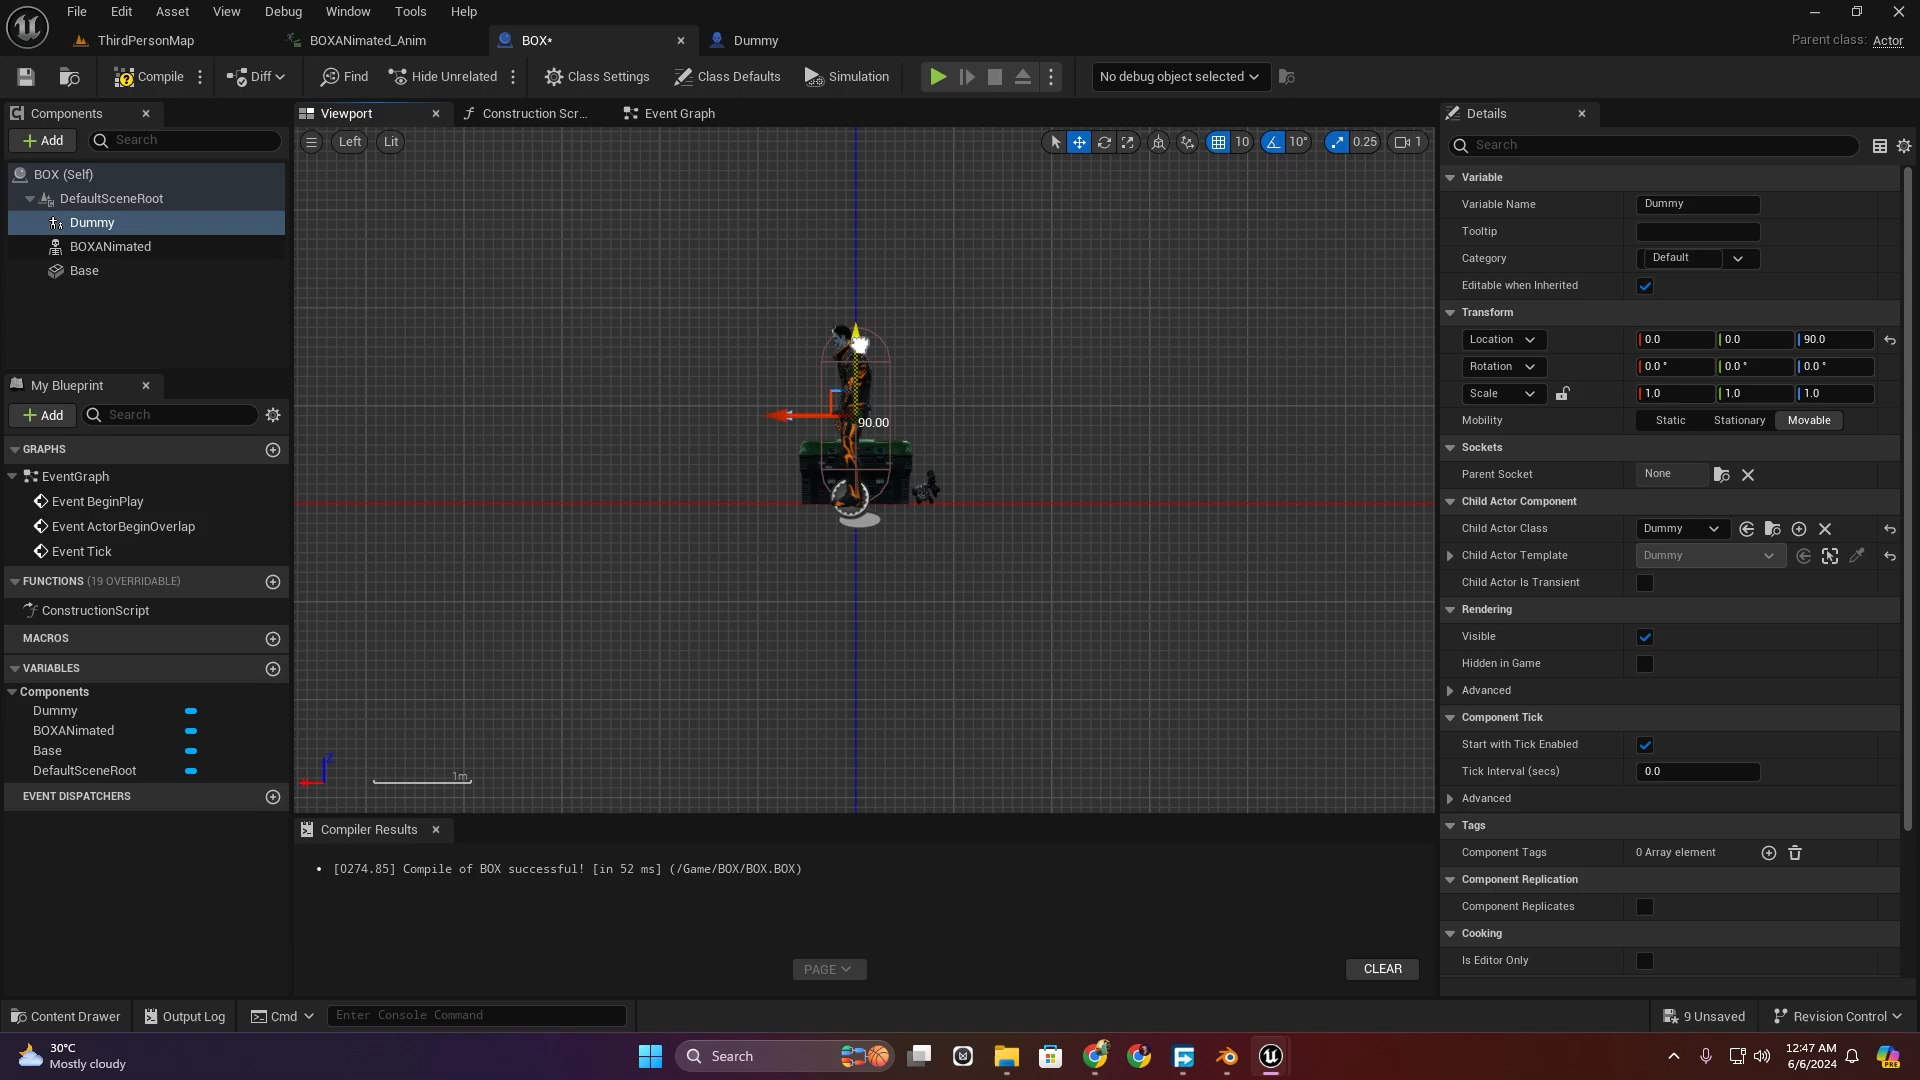 File Edit Asset View Debug Window Tools Help
ThirdPersonMap BOXANimated_Anim BOX* Dummy Parent class: Actor
Compile Diff Find Hide Unrelated Class Settings Class Defaults Simulation No debug object selected
Components
Add Search
BOX (Self)
DefaultSceneRoot
Dummy
BOXANimated
Base
My Blueprint
Add Search
GRAPHS
EventGraph
Event BeginPlay
Event ActorBeginOverlap
Event Tick
FUNCTIONS (19 OVERRIDABLE)
ConstructionScript
MACROS
VARIABLES
Components
Dummy
BOXANimated
Base
DefaultSceneRoot
EVENT DISPATCHERS
Viewport Construction Scr... Event Graph
Left Lit 10 10° 0.25 1
90.00
Z
1m
Compiler Results
[0274.85] Compile of BOX successful! [in 52 ms] (/Game/BOX/BOX.BOX)
PAGE CLEAR
Details
Search
Variable
Variable Name Dummy
Tooltip
Category Default
Editable when Inherited
Transform
Location 0.0 0.0 90.0
Rotation 0.0° 0.0° 0.0°
Scale 1.0 1.0 1.0
Mobility Static Stationary Movable
Sockets
Parent Socket None
Child Actor Component
Child Actor Class Dummy
Child Actor Template Dummy
Child Actor Is Transient
Rendering
Visible
Hidden in Game
Advanced
Component Tick
Start with Tick Enabled
Tick Interval (secs) 0.0
Advanced
Tags
Component Tags 0 Array element
Component Replication
Component Replicates
Cooking
Is Editor Only
Content Drawer Output Log Cmd Enter Console Command 9 Unsaved Revision Control
30°C
Mostly cloudy
Search
12:47 AM
6/6/2024
PRE